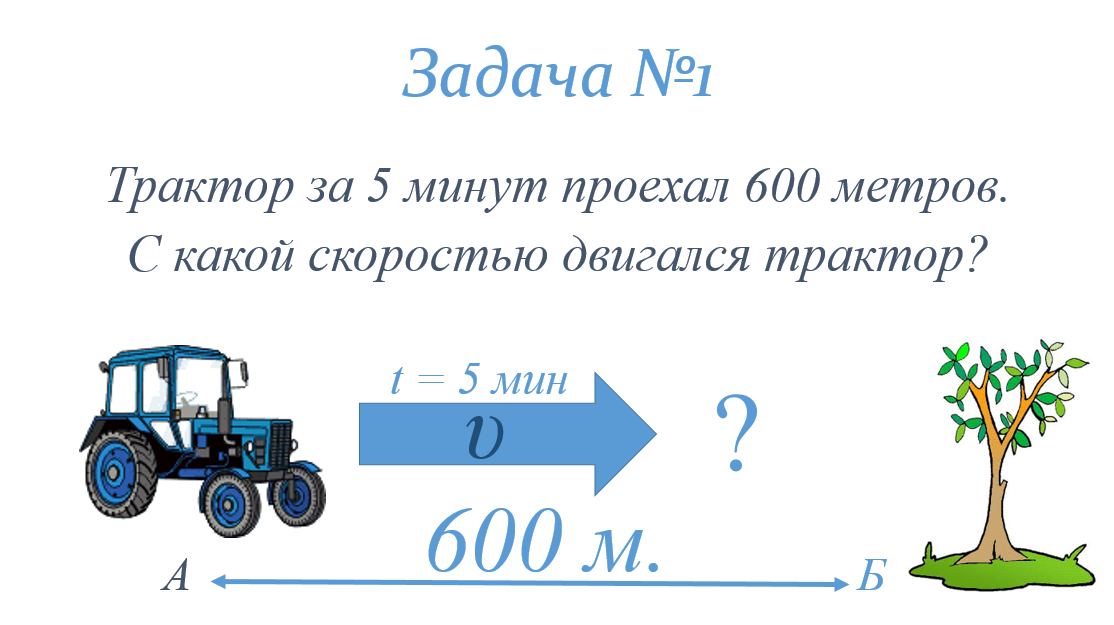 Задача №1
Трактор за 5 минут проехал 600 метров.
С какой скоростью двигался трактор?
t = 5 мин
υ
?
600 м.
А
Б